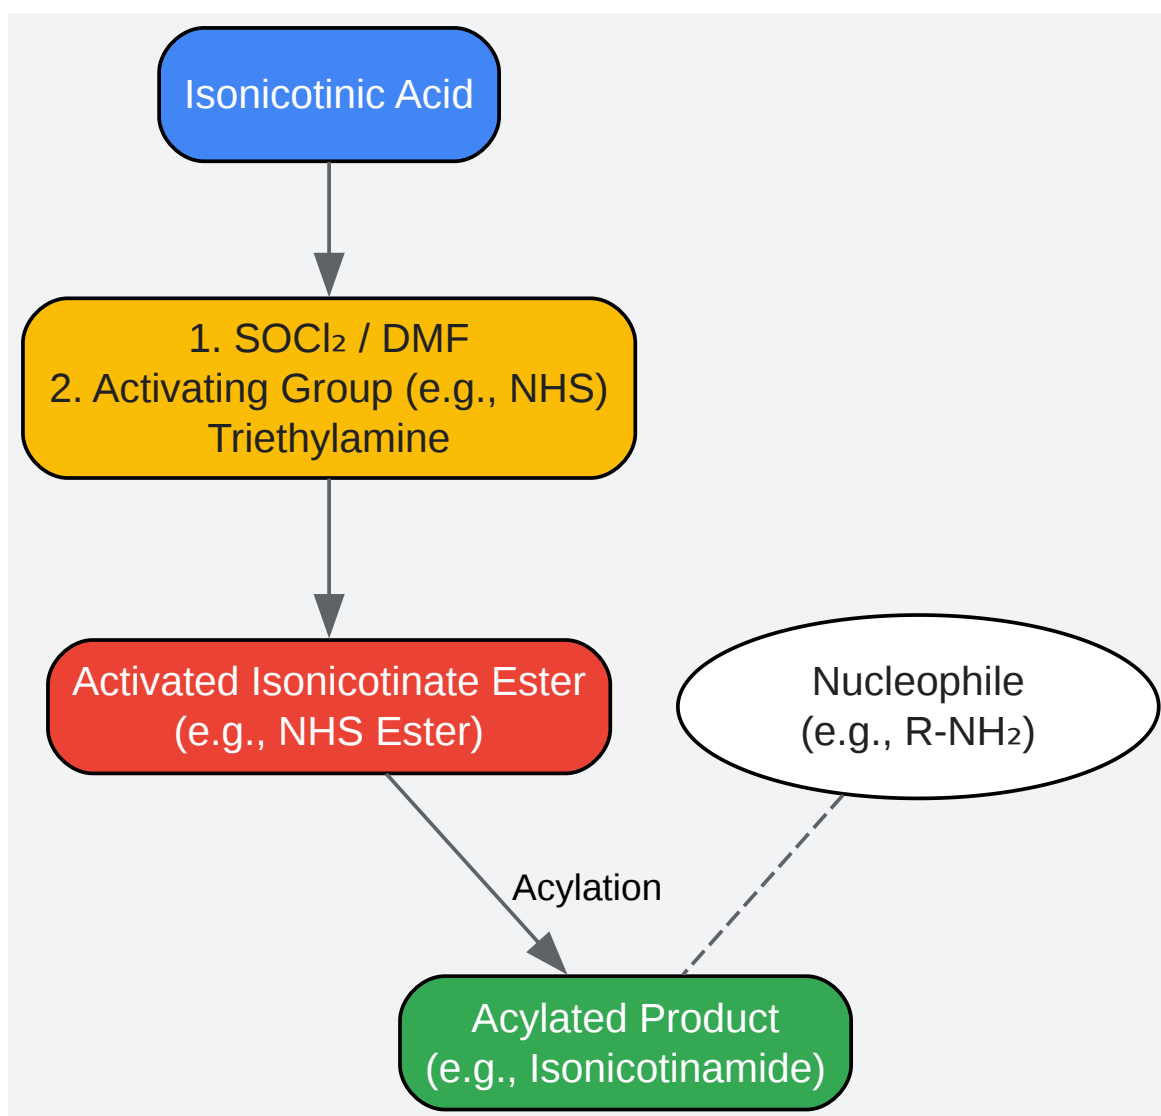 Isonicotinic Acid
1. SOCl₂ / DMF
2. Activating Group (e.g., NHS)
Triethylamine
Activated Isonicotinate Ester
(e.g., NHS Ester)
Nucleophile
(e.g., R-NH₂)
Acylation
Acylated Product
(e.g., Isonicotinamide)